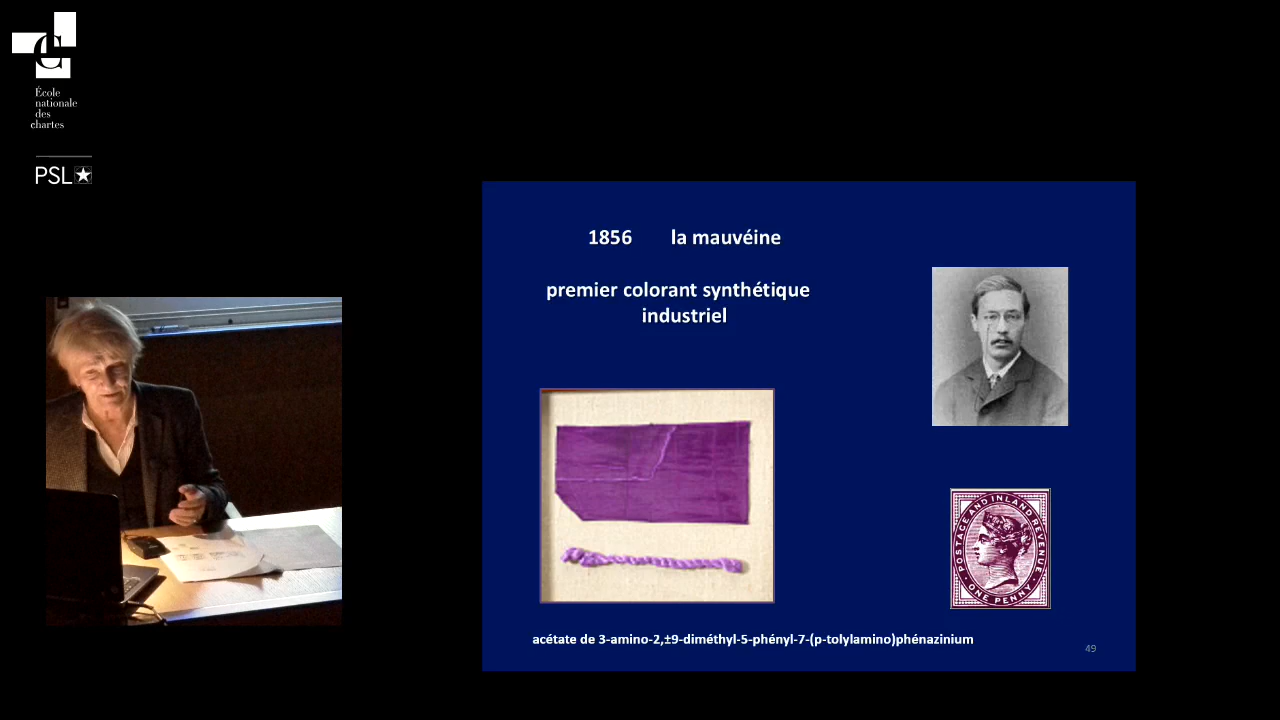 École
nationale
des
chartes
PSL
1856 la mauvéine
premier colorant synthétique
industriel
POSTAGE AND INLAND REVENUE
ONE PENNY
acétate de 3-amino-2,±9-diméthyl-5-phényl-7-(p-tolylamino)phénazinium
49